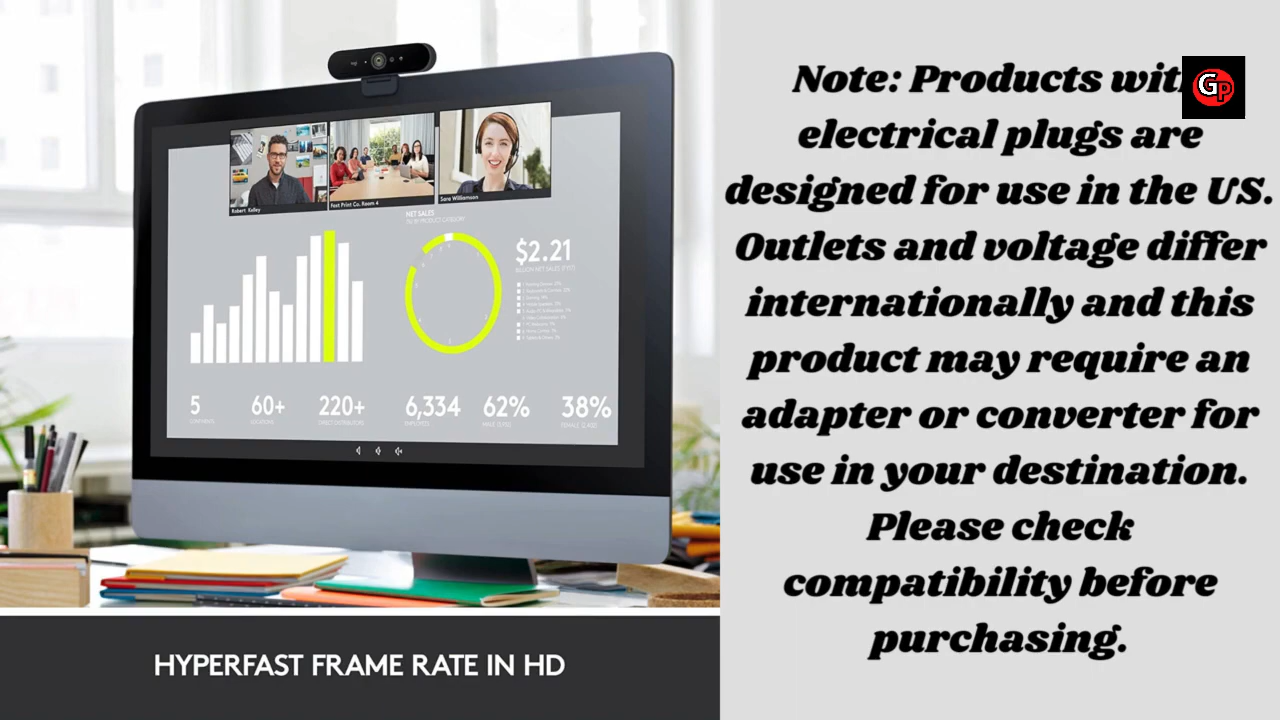 Robert Kelley
Fast Print Co. Room 4
Sara Williamson
NET SALES
$2.21
5
60+
220+
6,334
62%
38%
HYPERFAST FRAME RATE IN HD
GP
Note: Products with
electrical plugs are
designed for use in the US.
Outlets and voltage differ
internationally and this
product may require an
adapter or converter for
use in your destination.
Please check
compatibility before
purchasing.